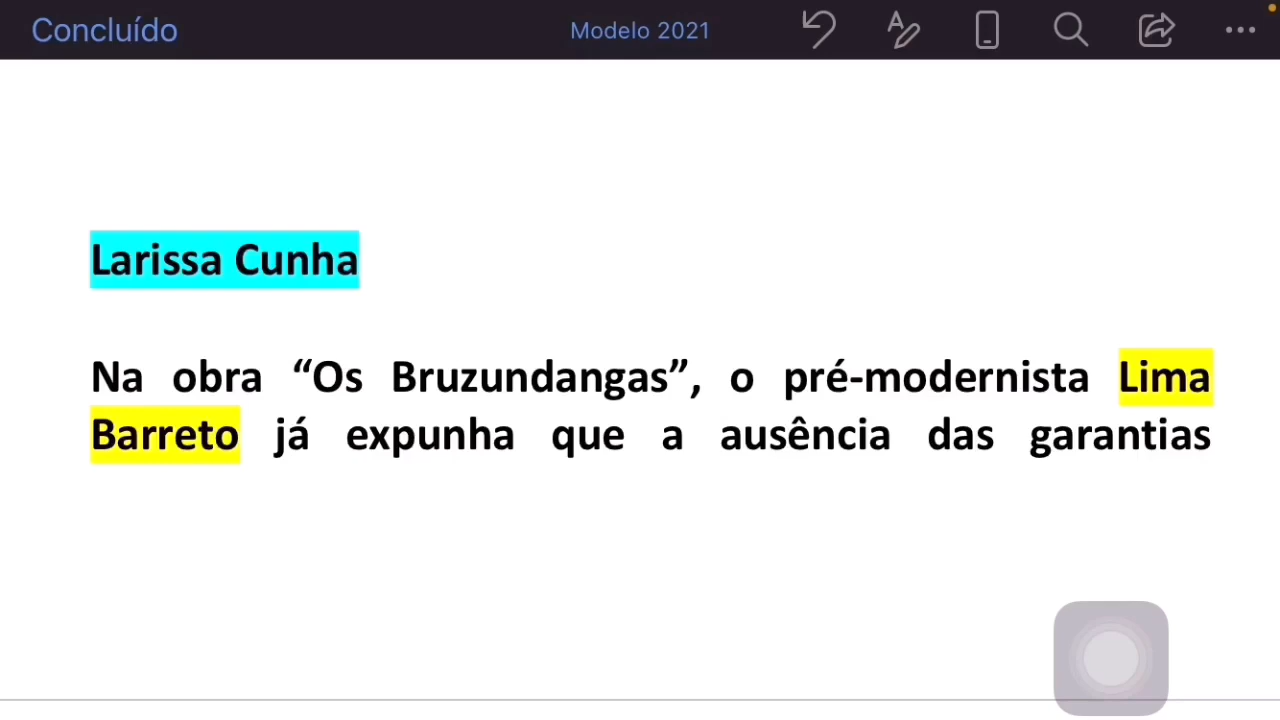 Concluído
Modelo 2021
Larissa Cunha
Na obra “Os Bruzundangas”, o pré-modernista Lima
Barreto já expunha que a ausência das garantias